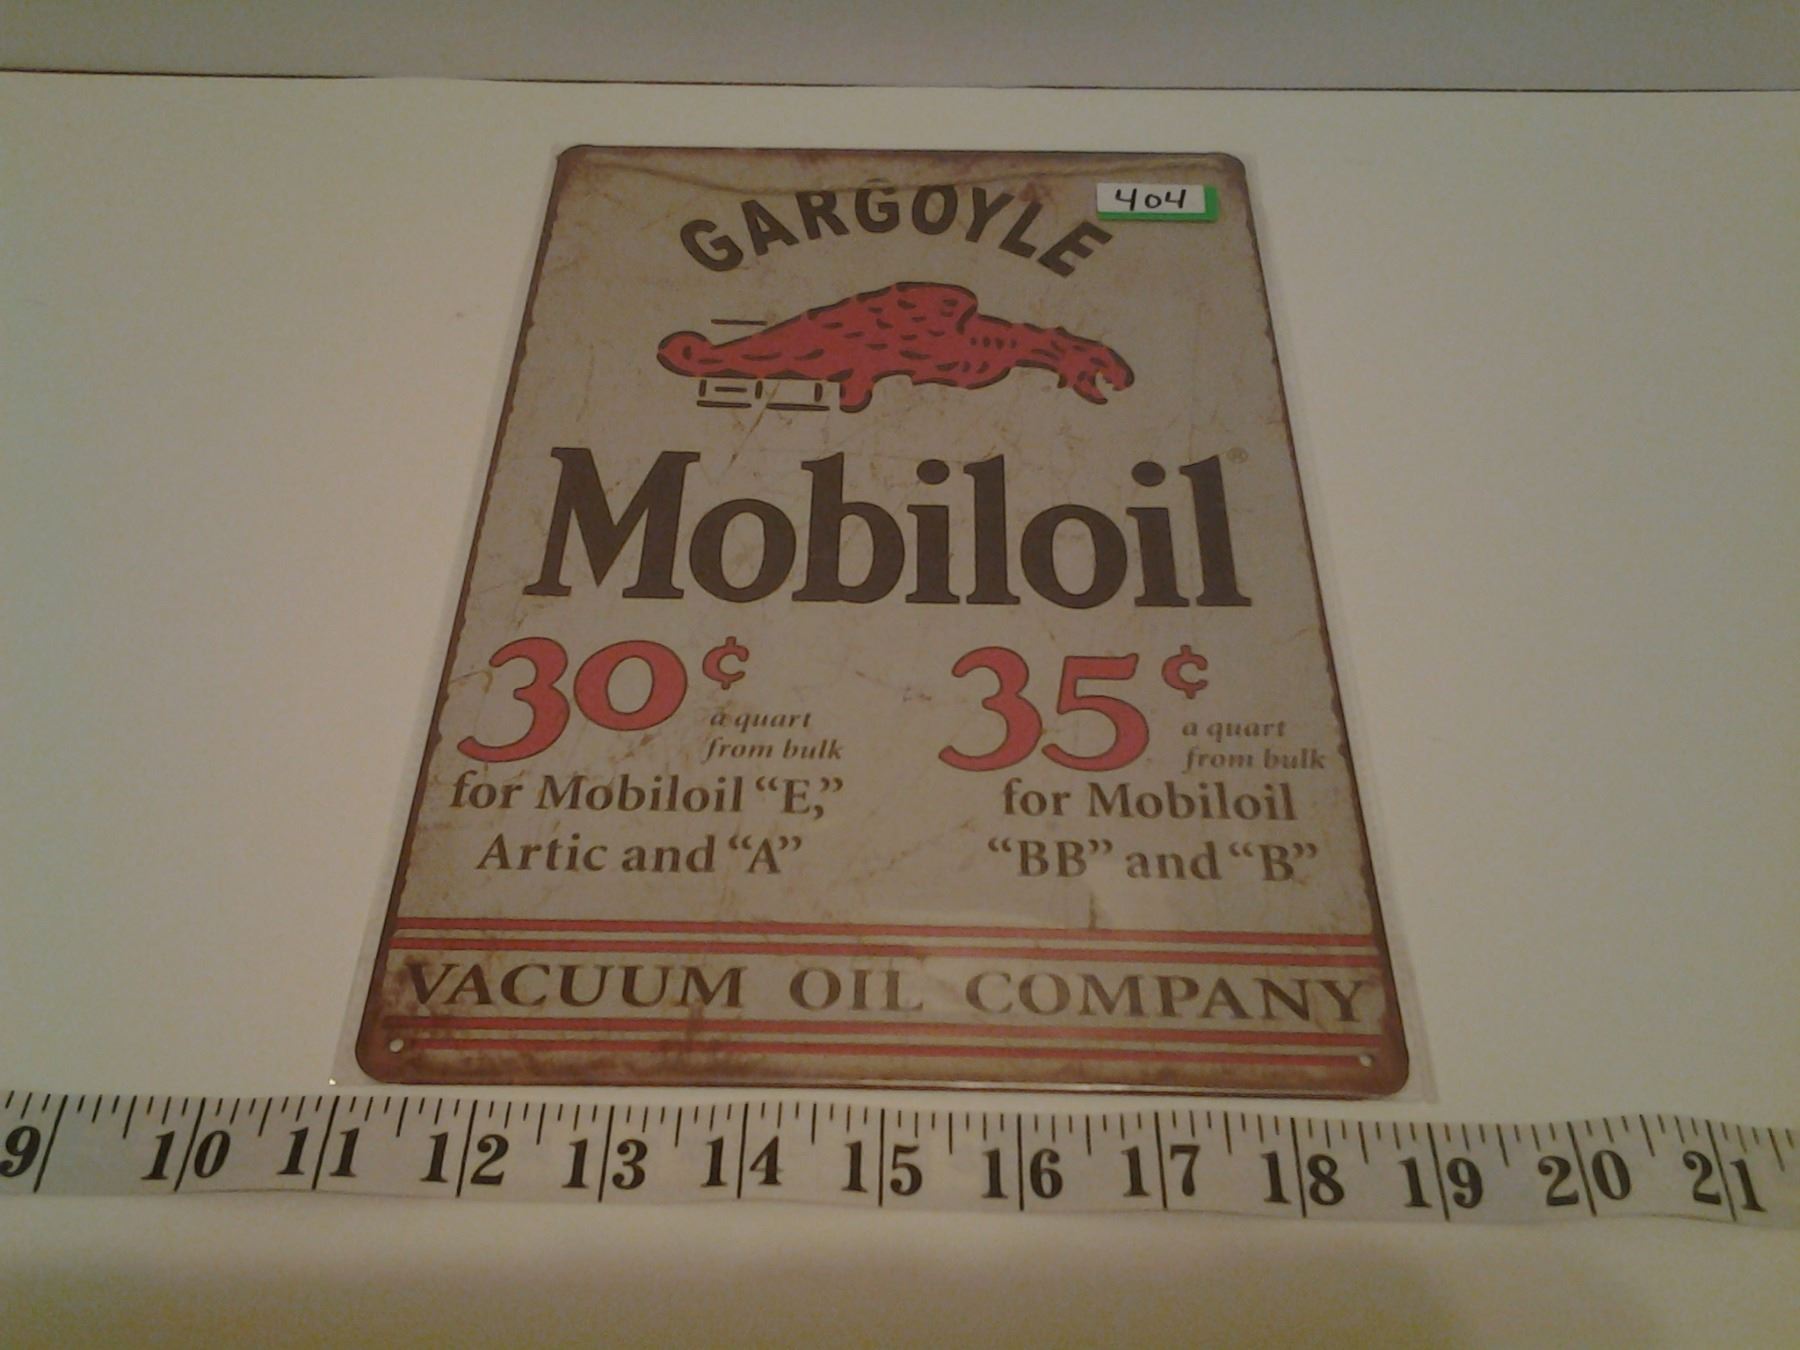 GARGOYLE
404
Mobiloil®
30¢ a quart
from bulk
for Mobiloil “E,”
Artic and “A”
35¢ a quart
from bulk
for Mobiloil
“BB” and “B”
VACUUM OIL COMPANY
9 10 11 12 13 14 15 16 17 18 19 20 21